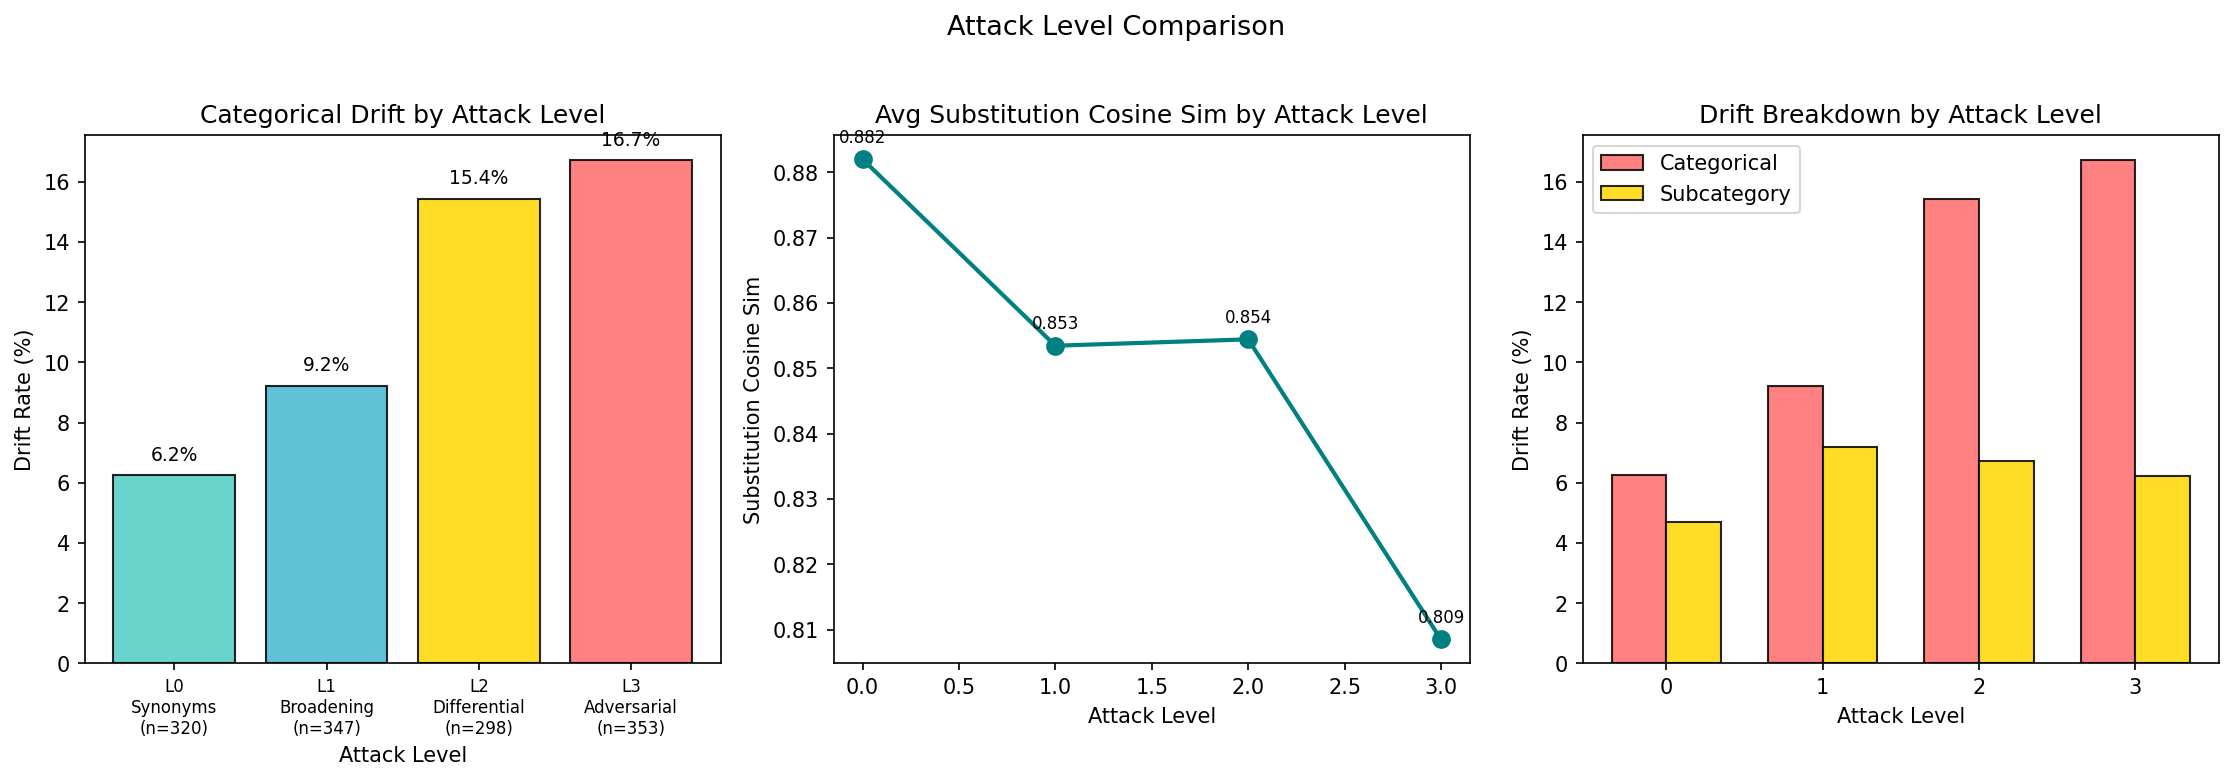 Attack Level Comparison
Categorical Drift by Attack Level
Drift Rate (%)
16
14
12
10
8
6
4
2
0
6.2%
9.2%
15.4%
16.7%
L0
Synonyms
(n=320)
L1
Broadening
(n=347)
L2
Differential
(n=298)
L3
Adversarial
(n=353)
Attack Level
Avg Substitution Cosine Sim by Attack Level
Substitution Cosine Sim
0.88
0.87
0.86
0.85
0.84
0.83
0.82
0.81
0.882
0.853
0.854
0.809
0.0 0.5 1.0 1.5 2.0 2.5 3.0
Attack Level
Drift Breakdown by Attack Level
Categorical
Subcategory
Drift Rate (%)
16
14
12
10
8
6
4
2
0
0 1 2 3
Attack Level